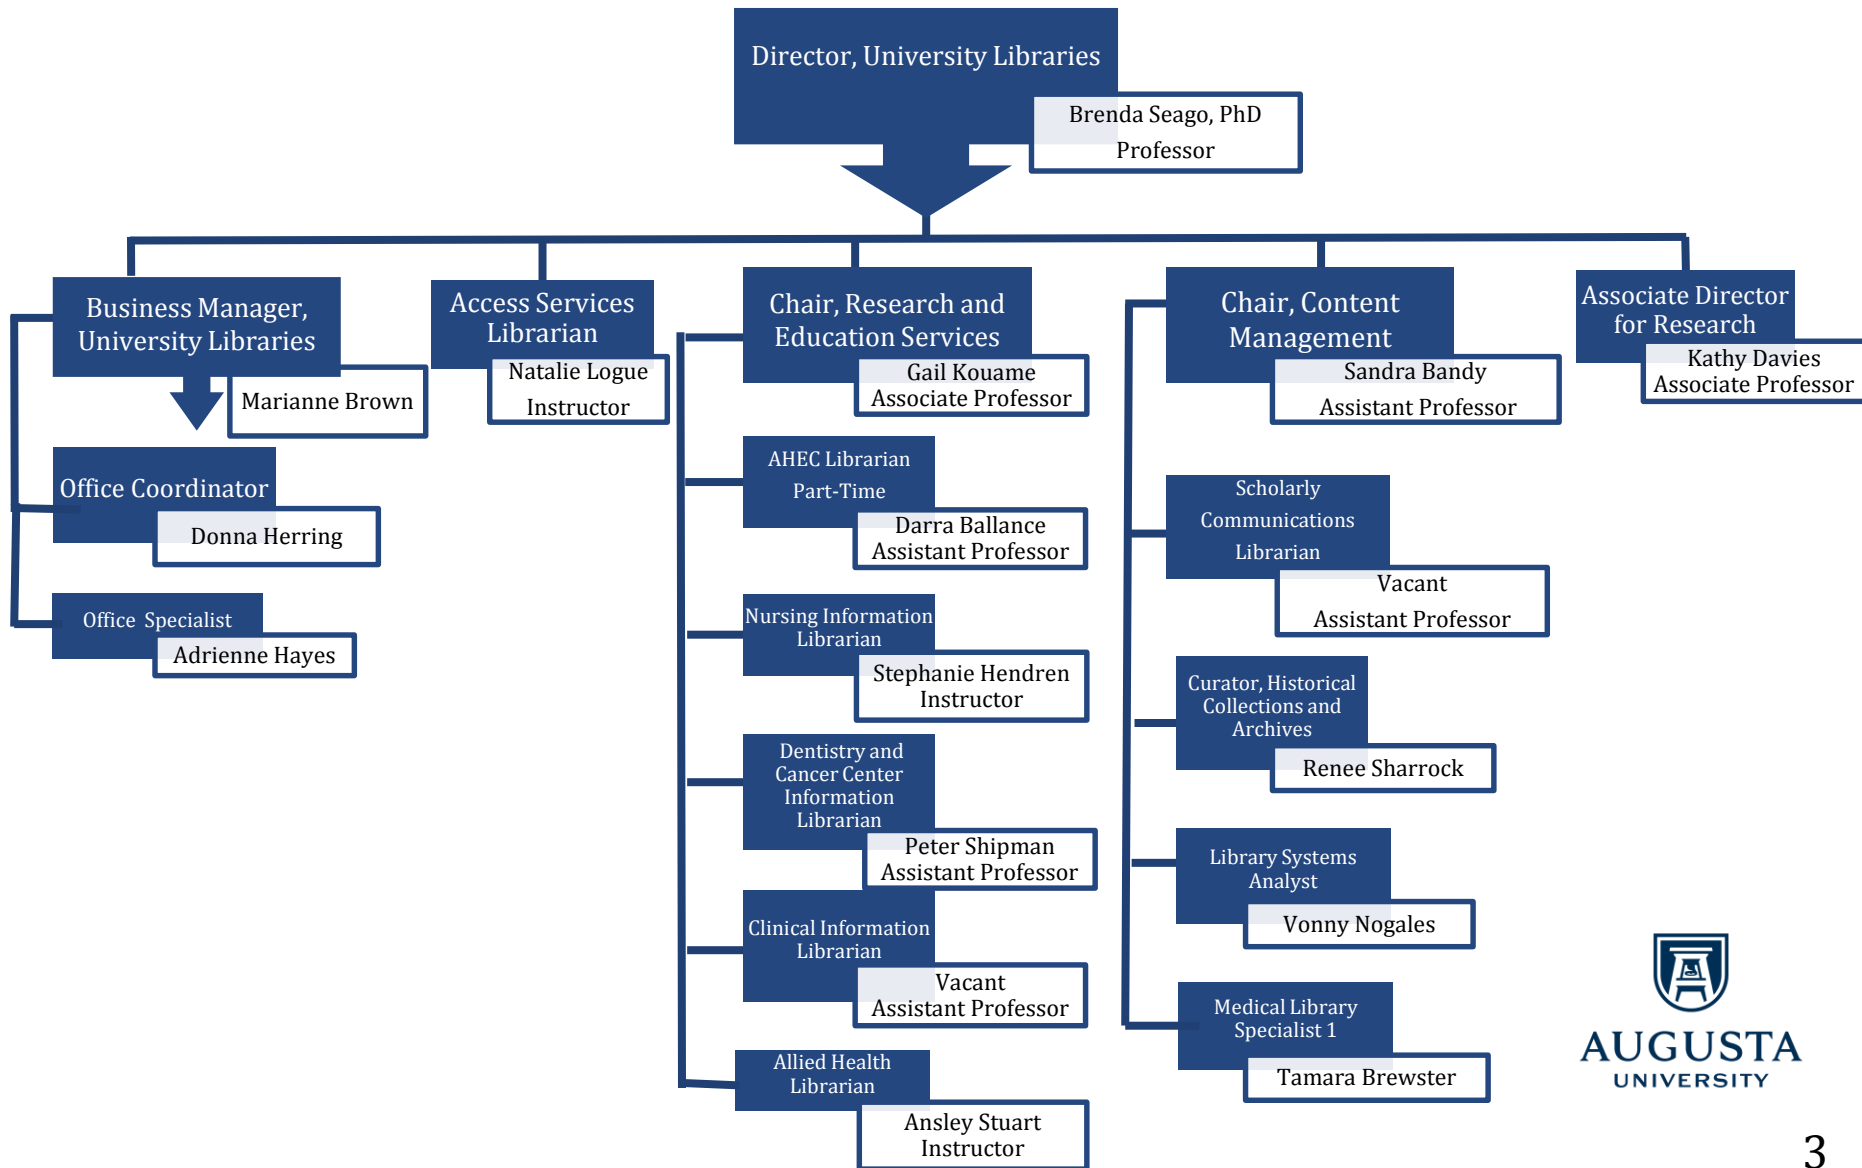 Director, University Libraries
Brenda Seago, PhD
Professor
Business Manager,
University Libraries
Marianne Brown
Office Coordinator
Donna Herring
Office Specialist
Adrienne Hayes
Access Services
Librarian
Natalie Logue
Instructor
Chair, Research and
Education Services
Gail Kouame
Associate Professor
AHEC Librarian
Part-Time
Darra Ballance
Assistant Professor
Nursing Information
Librarian
Stephanie Hendren
Instructor
Dentistry and
Cancer Center
Information
Librarian
Peter Shipman
Assistant Professor
Clinical Information
Librarian
Vacant
Assistant Professor
Allied Health
Librarian
Ansley Stuart
Instructor
Chair, Content
Management
Sandra Bandy
Assistant Professor
Scholarly
Communications
Librarian
Vacant
Assistant Professor
Curator, Historical
Collections and
Archives
Renee Sharrock
Library Systems
Analyst
Vonny Nogales
Medical Library
Specialist 1
Tamara Brewster
Associate Director
for Research
Kathy Davies
Associate Professor
AUGUSTA
UNIVERSITY
3